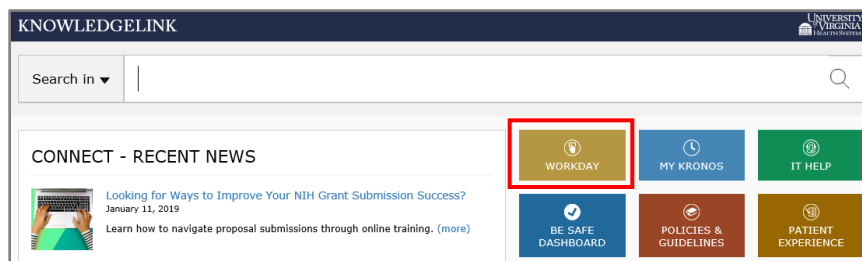 KNOWLEDGELINK
UNIVERSITY
of VIRGINIA
HEALTH SYSTEM
Search in
CONNECT - RECENT NEWS
Looking for Ways to Improve Your NIH Grant Submission Success?
January 11, 2019
Learn how to navigate proposal submissions through online training. (more)
WORKDAY
MY KRONOS
IT HELP
BE SAFE
DASHBOARD
POLICIES &
GUIDELINES
PATIENT
EXPERIENCE